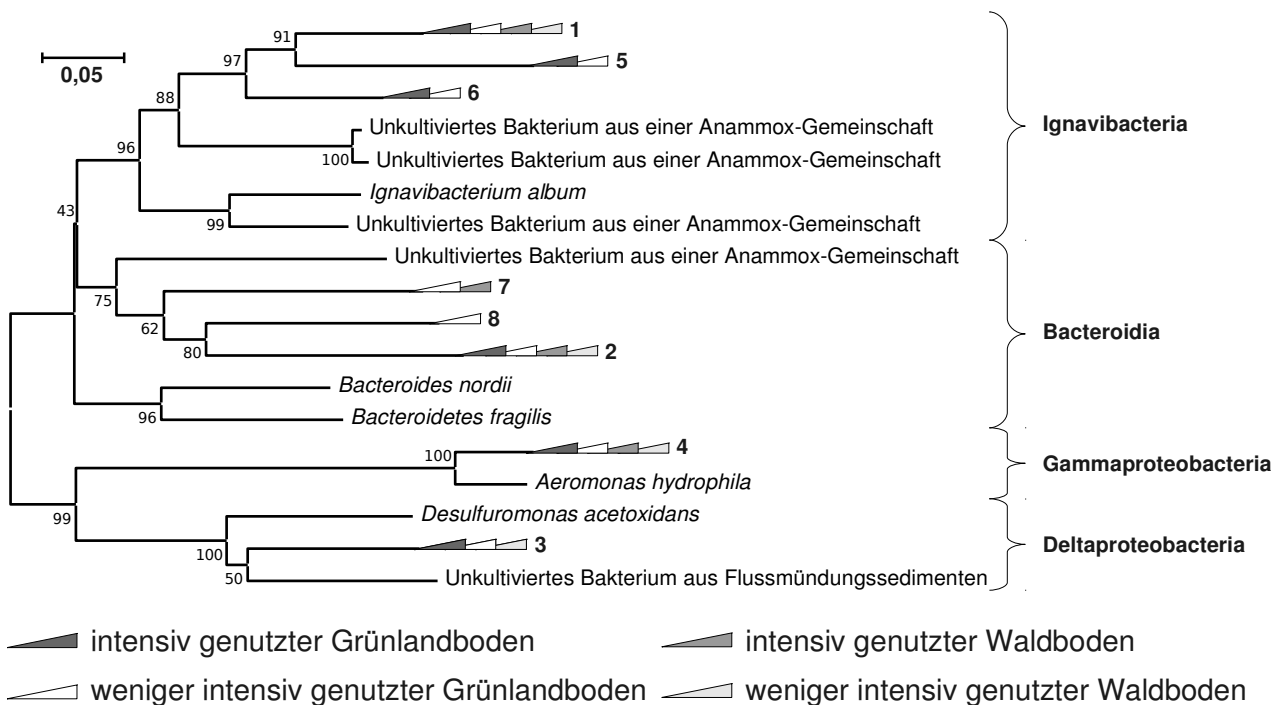 91
1
97
5
0,05
88
6
Ignavibacteria
Unkultiviertes Bakterium aus einer Anammox-Gemeinschaft
96
100
Unkultiviertes Bakterium aus einer Anammox-Gemeinschaft
Ignavibacterium album
43
99
Unkultiviertes Bakterium aus einer Anammox-Gemeinschaft
Unkultiviertes Bakterium aus einer Anammox-Gemeinschaft
75
7
62
8
Bacteroidia
80
2
Bacteroides nordii
96
Bacteroidetes fragilis
100
4
Gammaproteobacteria
Aeromonas hydrophila
99
Desulfuromonas acetoxidans
100
3
Deltaproteobacteria
50
Unkultiviertes Bakterium aus Flussmündungssedimenten
intensiv genutzter Grünlandboden
intensiv genutzter Waldboden
weniger intensiv genutzter Grünlandboden
weniger intensiv genutzter Waldboden